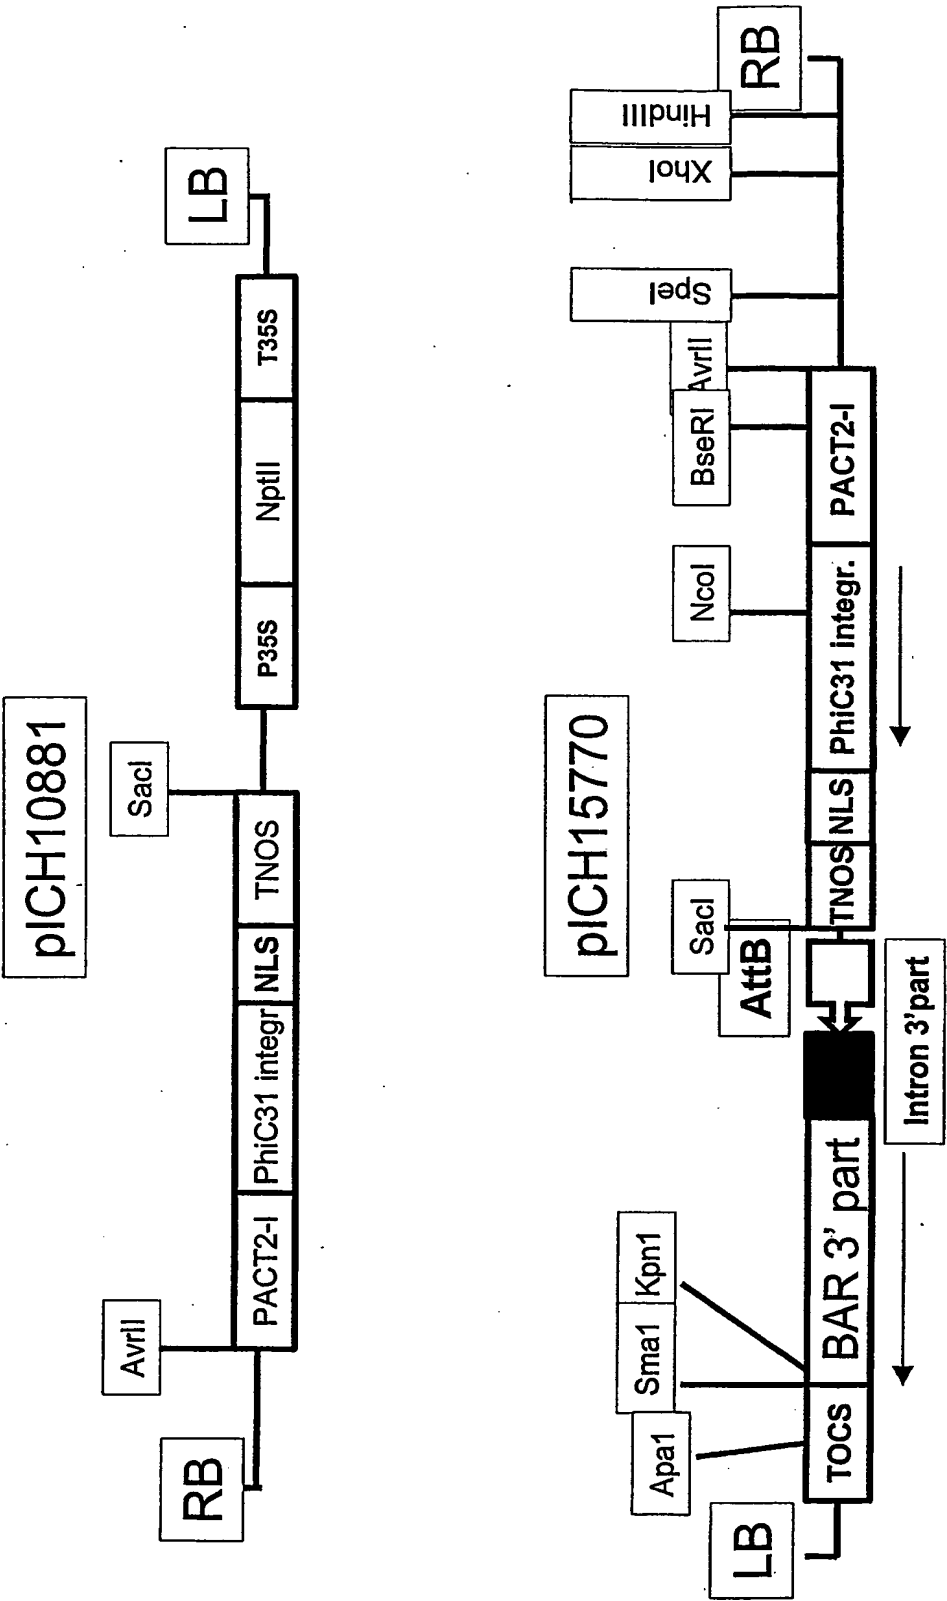 pICH10881
RB
AvrII
SacI
LB
PACT2-I
PhiC31 integr
NLS
TNOS
P35S
NptII
T35S
pICH15770
LB
Apa1
Sma1
Kpn1
SacI
AttB
NcoI
BseRI
AvrII
SpeI
XhoI
HindIII
RB
TOCS
BAR 3' part
TNOS
NLS
PhiC31 integr.
PACT2-I
Intron 3'part